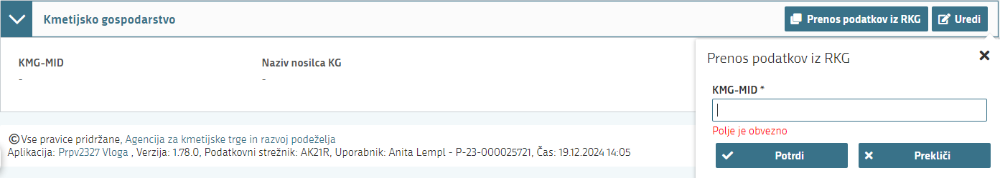 Kmetijsko gospodarstvo
Prenos podatkov iz RKG
Uredi
KMG-MID
Naziv nosilca KG
-
-
Prenos podatkov iz RKG
KMG-MID *
Polje je obvezno
Potrdi
Prekliči
© Vse pravice pridržane, Agencija za kmetijske trge in razvoj podeželja
Aplikacija: Prpv2327 Vloga , Verzija: 1.78.0, Podatkovni strežnik: AK21R, Uporabnik: Anita Lempl - P-23-000025721, Čas: 19.12.2024 14:05